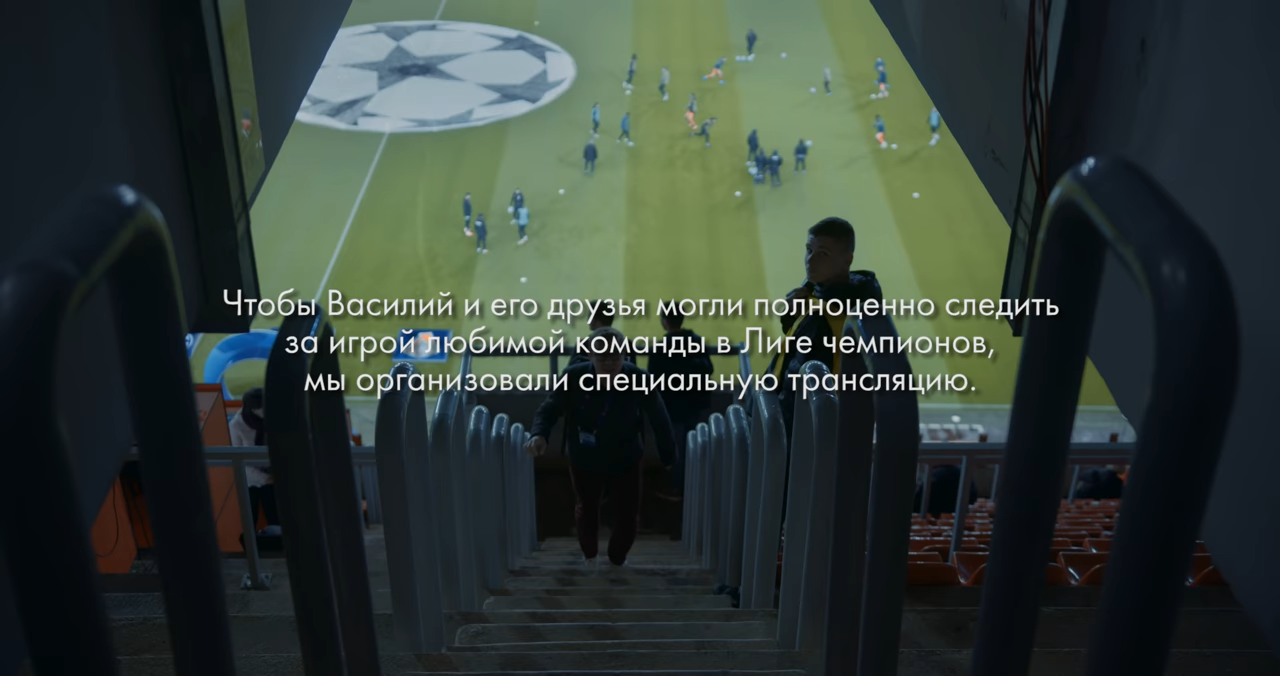 Чтобы Василий и его друзья могли полноценно следить
за игрой любимой команды в Лиге чемпионов,
мы организовали специальную трансляцию.